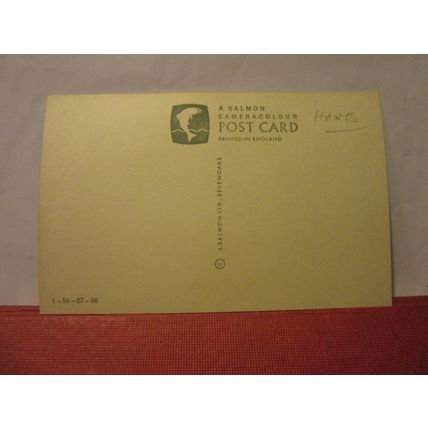 A SALMON
CAMERACOLOUR
POST CARD
PRINTED IN ENGLAND
HANTS
J. SALMON LTD., SEVENOAKS
©
1-56-07-08